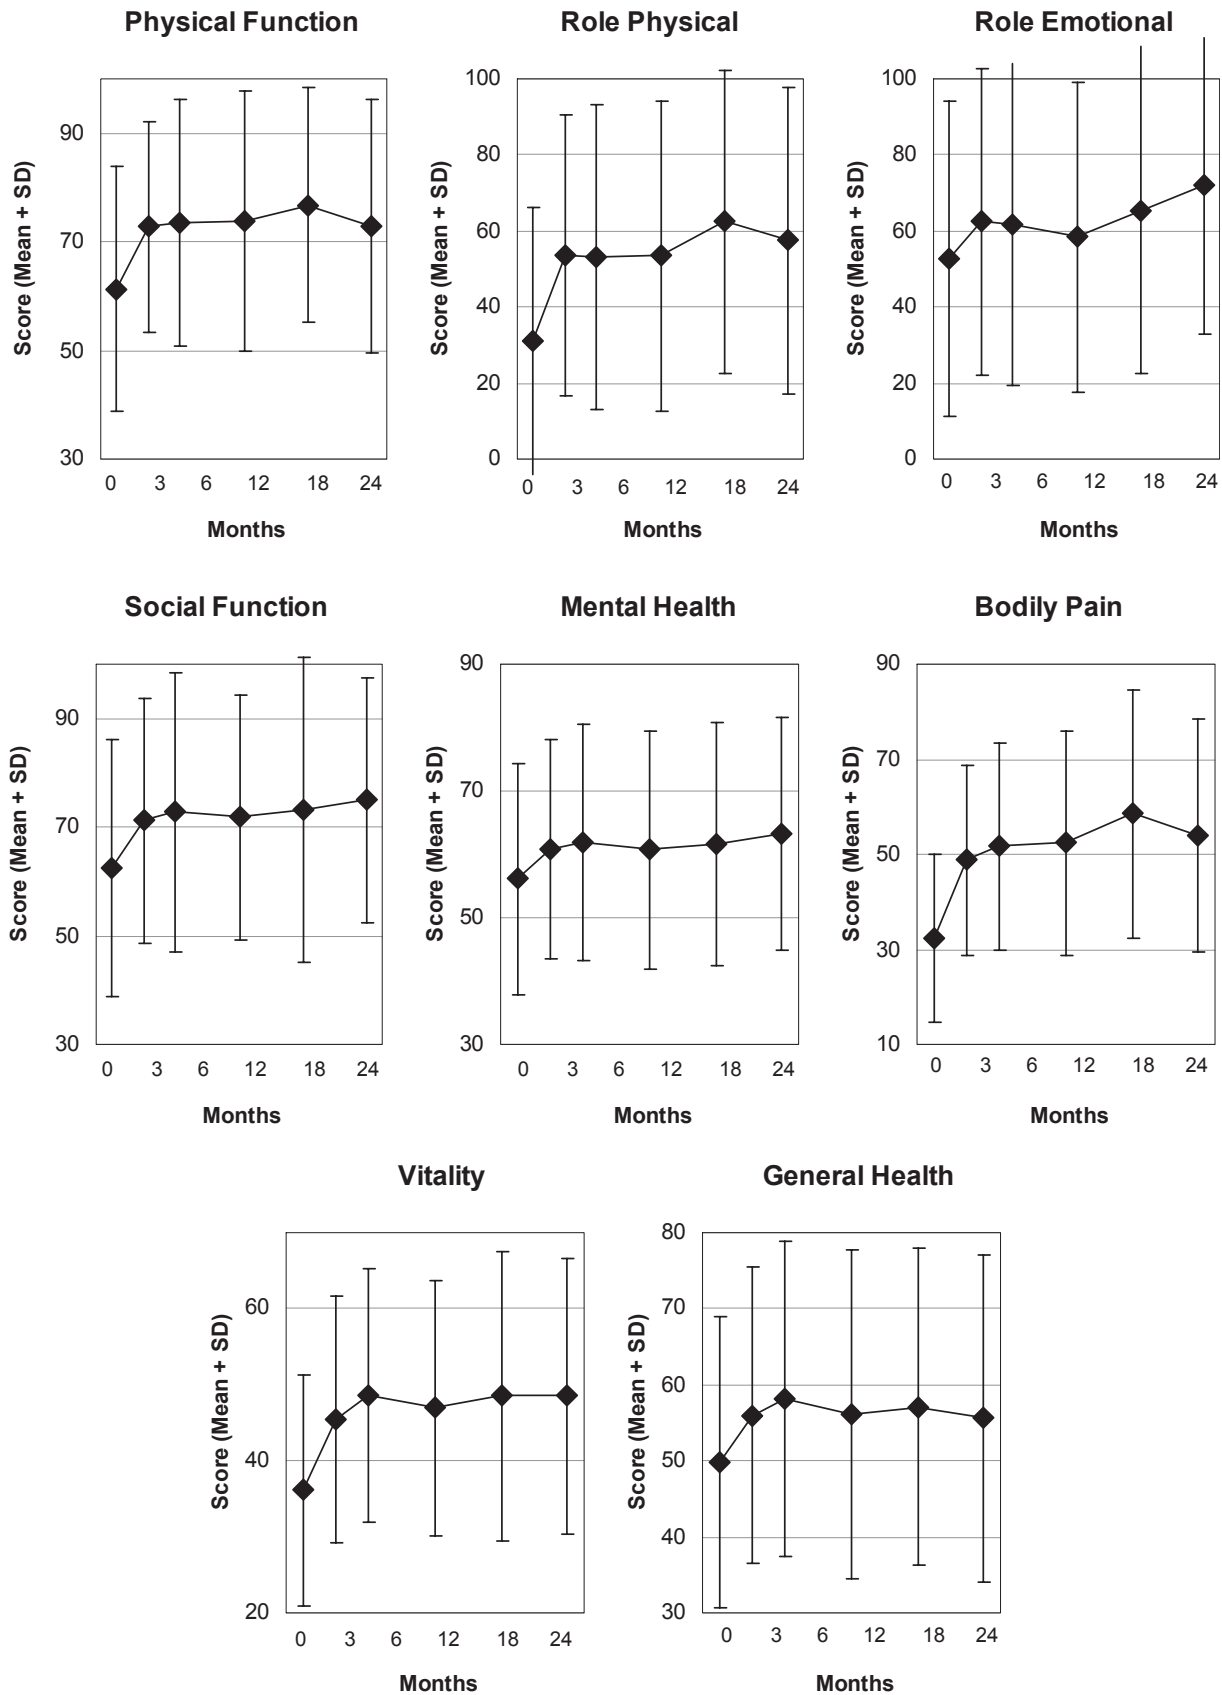 Physical Function
Role Physical
Role Emotional
Score (Mean + SD)
90
70
50
30
0 3 6 12 18 24
Months
Score (Mean + SD)
100
80
60
40
20
0
0 3 6 12 18 24
Months
Score (Mean + SD)
100
80
60
40
20
0
0 3 6 12 18 24
Months
Social Function
Mental Health
Bodily Pain
Score (Mean + SD)
90
70
50
30
0 3 6 12 18 24
Months
Score (Mean + SD)
90
70
50
30
0 3 6 12 18 24
Months
Score (Mean + SD)
90
70
50
30
10
0 3 6 12 18 24
Months
Vitality
General Health
Score (Mean + SD)
60
40
20
0 3 6 12 18 24
Months
Score (Mean + SD)
80
70
60
50
40
30
0 3 6 12 18 24
Months